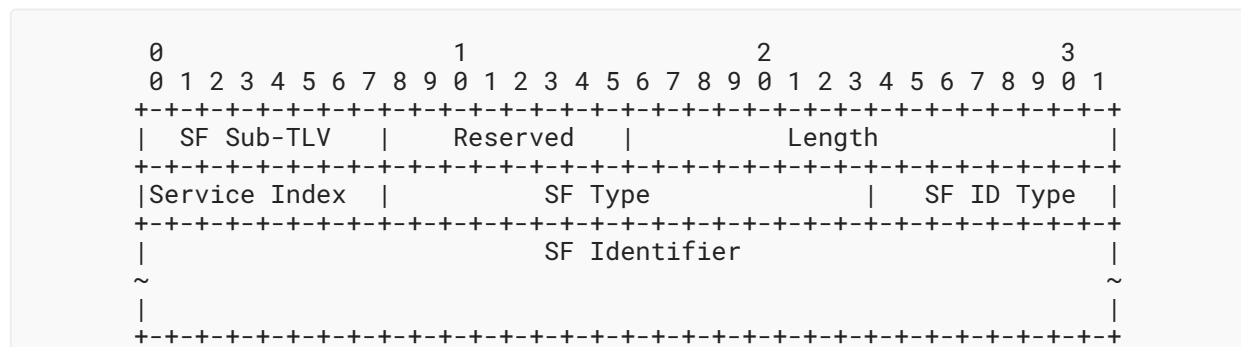 0                   1                   2                   3
 0 1 2 3 4 5 6 7 8 9 0 1 2 3 4 5 6 7 8 9 0 1 2 3 4 5 6 7 8 9 0 1
+-+-+-+-+-+-+-+-+-+-+-+-+-+-+-+-+-+-+-+-+-+-+-+-+-+-+-+-+-+-+-+-+
|  SF Sub-TLV   |    Reserved   |          Length               |
+-+-+-+-+-+-+-+-+-+-+-+-+-+-+-+-+-+-+-+-+-+-+-+-+-+-+-+-+-+-+-+-+
|Service Index  |          SF Type              |   SF ID Type  |
+-+-+-+-+-+-+-+-+-+-+-+-+-+-+-+-+-+-+-+-+-+-+-+-+-+-+-+-+-+-+-+-+
|                          SF Identifier                        |
~                                                               ~
|                                                               |
+-+-+-+-+-+-+-+-+-+-+-+-+-+-+-+-+-+-+-+-+-+-+-+-+-+-+-+-+-+-+-+-+